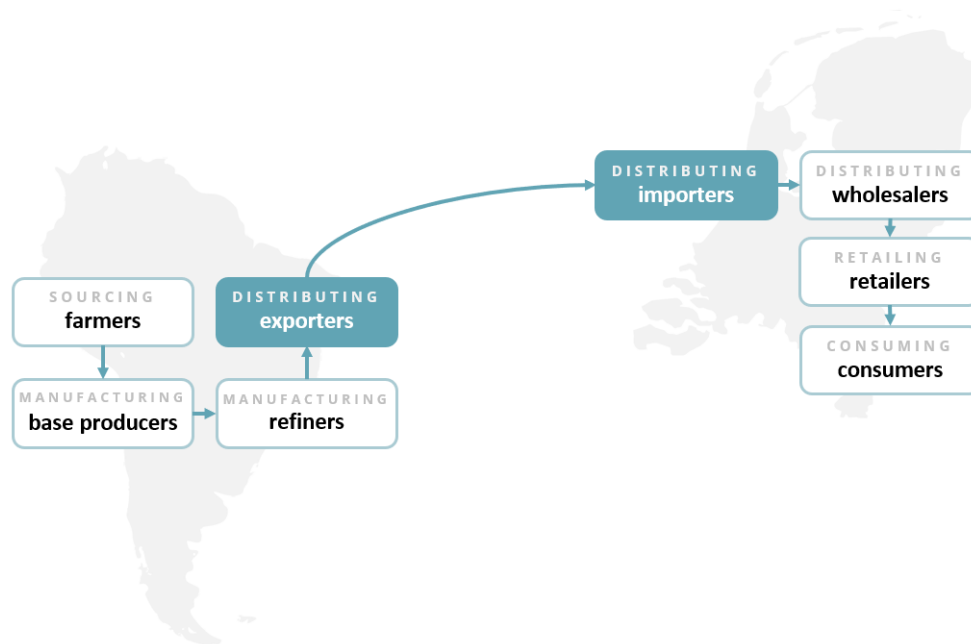 SOURCING
farmers
MANUFACTURING
base producers
MANUFACTURING
refiners
DISTRIBUTING
exporters
DISTRIBUTING
importers
DISTRIBUTING
wholesalers
RETAILING
retailers
CONSUMING
consumers